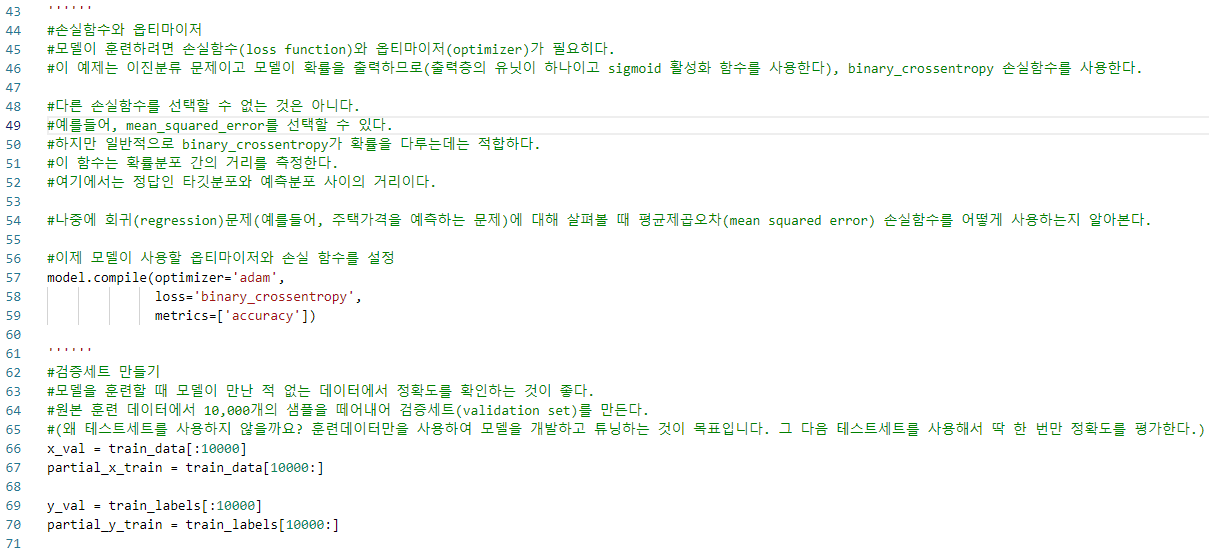 43 ''''''
44 #손실함수와 옵티마이저
45 #모델이 훈련하려면 손실함수(loss function)와 옵티마이저(optimizer)가 필요히다.
46 #이 예제는 이진분류 문제이고 모델이 확률을 출력하므로(출력층의 유닛이 하나이고 sigmoid 활성화 함수를 사용한다), binary_crossentropy 손실함수를 사용한다.
47
48 #다른 손실함수를 선택할 수 없는 것은 아니다.
49 #예를들어, mean_squared_error를 선택할 수 있다.
50 #하지만 일반적으로 binary_crossentropy가 확률을 다루는데는 적합하다.
51 #이 함수는 확률분포 간의 거리를 측정한다.
52 #여기에서는 정답인 타깃분포와 예측분포 사이의 거리이다.
53
54 #나중에 회귀(regression)문제(예를들어, 주택가격을 예측하는 문제)에 대해 살펴볼 때 평균제곱오차(mean squared error) 손실함수를 어떻게 사용하는지 알아본다.
55
56 #이제 모델이 사용할 옵티마이저와 손실 함수를 설정
57 model.compile(optimizer='adam',
58 loss='binary_crossentropy',
59 metrics=['accuracy'])
60
61 ''''''
62 #검증세트 만들기
63 #모델을 훈련할 때 모델이 만난 적 없는 데이터에서 정확도를 확인하는 것이 좋다.
64 #원본 훈련 데이터에서 10,000개의 샘플을 떼어내어 검증세트(validation set)를 만든다.
65 #(왜 테스트세트를 사용하지 않을까요? 훈련데이터만을 사용하여 모델을 개발하고 튜닝하는 것이 목표입니다. 그 다음 테스트세트를 사용해서 딱 한 번만 정확도를 평가한다.)
66 x_val = train_data[:10000]
67 partial_x_train = train_data[10000:]
68
69 y_val = train_labels[:10000]
70 partial_y_train = train_labels[10000:]
71